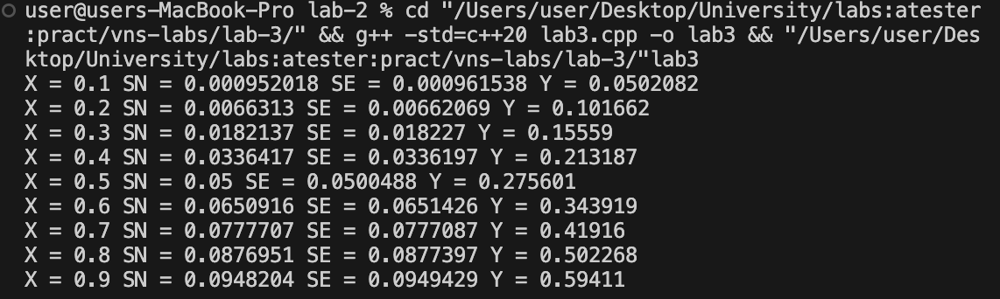 user@users-MacBook-Pro lab-2 % cd "/Users/user/Desktop/University/labs:atester
:pract/vns-labs/lab-3/" && g++ -std=c++20 lab3.cpp -o lab3 && "/Users/user/Des
ktop/University/labs:atester:pract/vns-labs/lab-3/"lab3
X = 0.1 SN = 0.000952018 SE = 0.000961538 Y = 0.0502082
X = 0.2 SN = 0.0066313 SE = 0.00662069 Y = 0.101662
X = 0.3 SN = 0.0182137 SE = 0.018227 Y = 0.15559
X = 0.4 SN = 0.0336417 SE = 0.0336197 Y = 0.213187
X = 0.5 SN = 0.05 SE = 0.0500488 Y = 0.275601
X = 0.6 SN = 0.0650916 SE = 0.0651426 Y = 0.343919
X = 0.7 SN = 0.0777707 SE = 0.0777087 Y = 0.41916
X = 0.8 SN = 0.0876951 SE = 0.0877397 Y = 0.502268
X = 0.9 SN = 0.0948204 SE = 0.0949429 Y = 0.59411